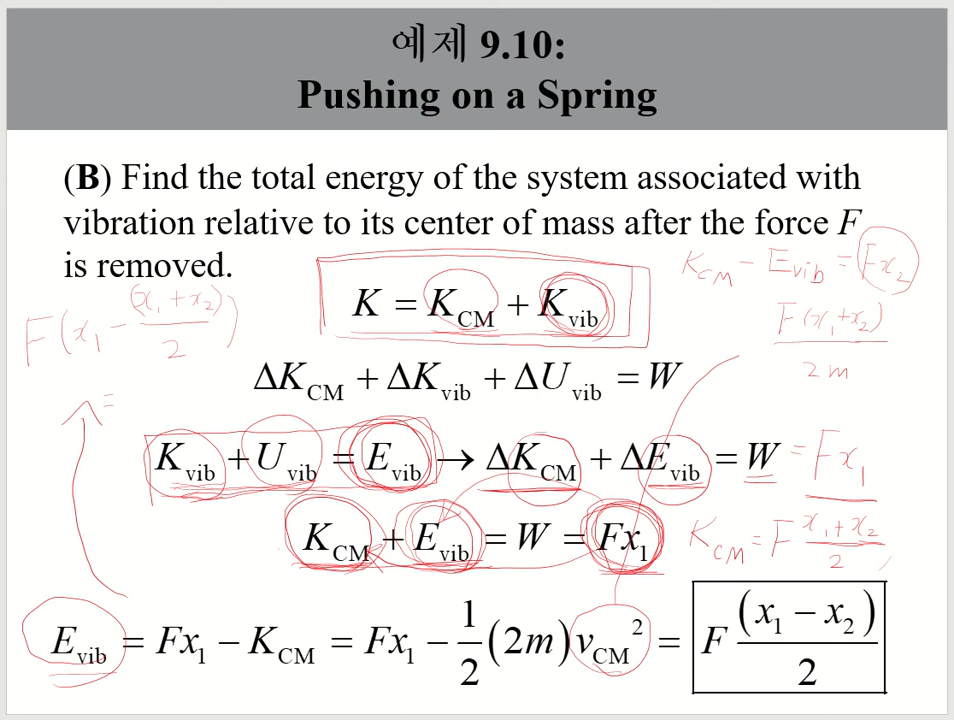 예제 9.10:
Pushing on a Spring
(B) Find the total energy of the system associated with
vibration relative to its center of mass after the force F
is removed.
K_CM - E_vib = Fx_2
K = K_CM + K_vib
F(x_1 - (x_1 + x_2)/2)
F(x_1+x_2)/2m
ΔK_CM + ΔK_vib + ΔU_vib = W
=
K_vib + U_vib = E_vib → ΔK_CM + ΔE_vib = W = Fx_1
K_CM + E_vib = W = Fx_1
K_CM = F (x_1 + x_2)/2
E_vib = Fx_1 − K_CM = Fx_1 − 1/2 (2m)v_CM^2 = F (x_1 − x_2)/2